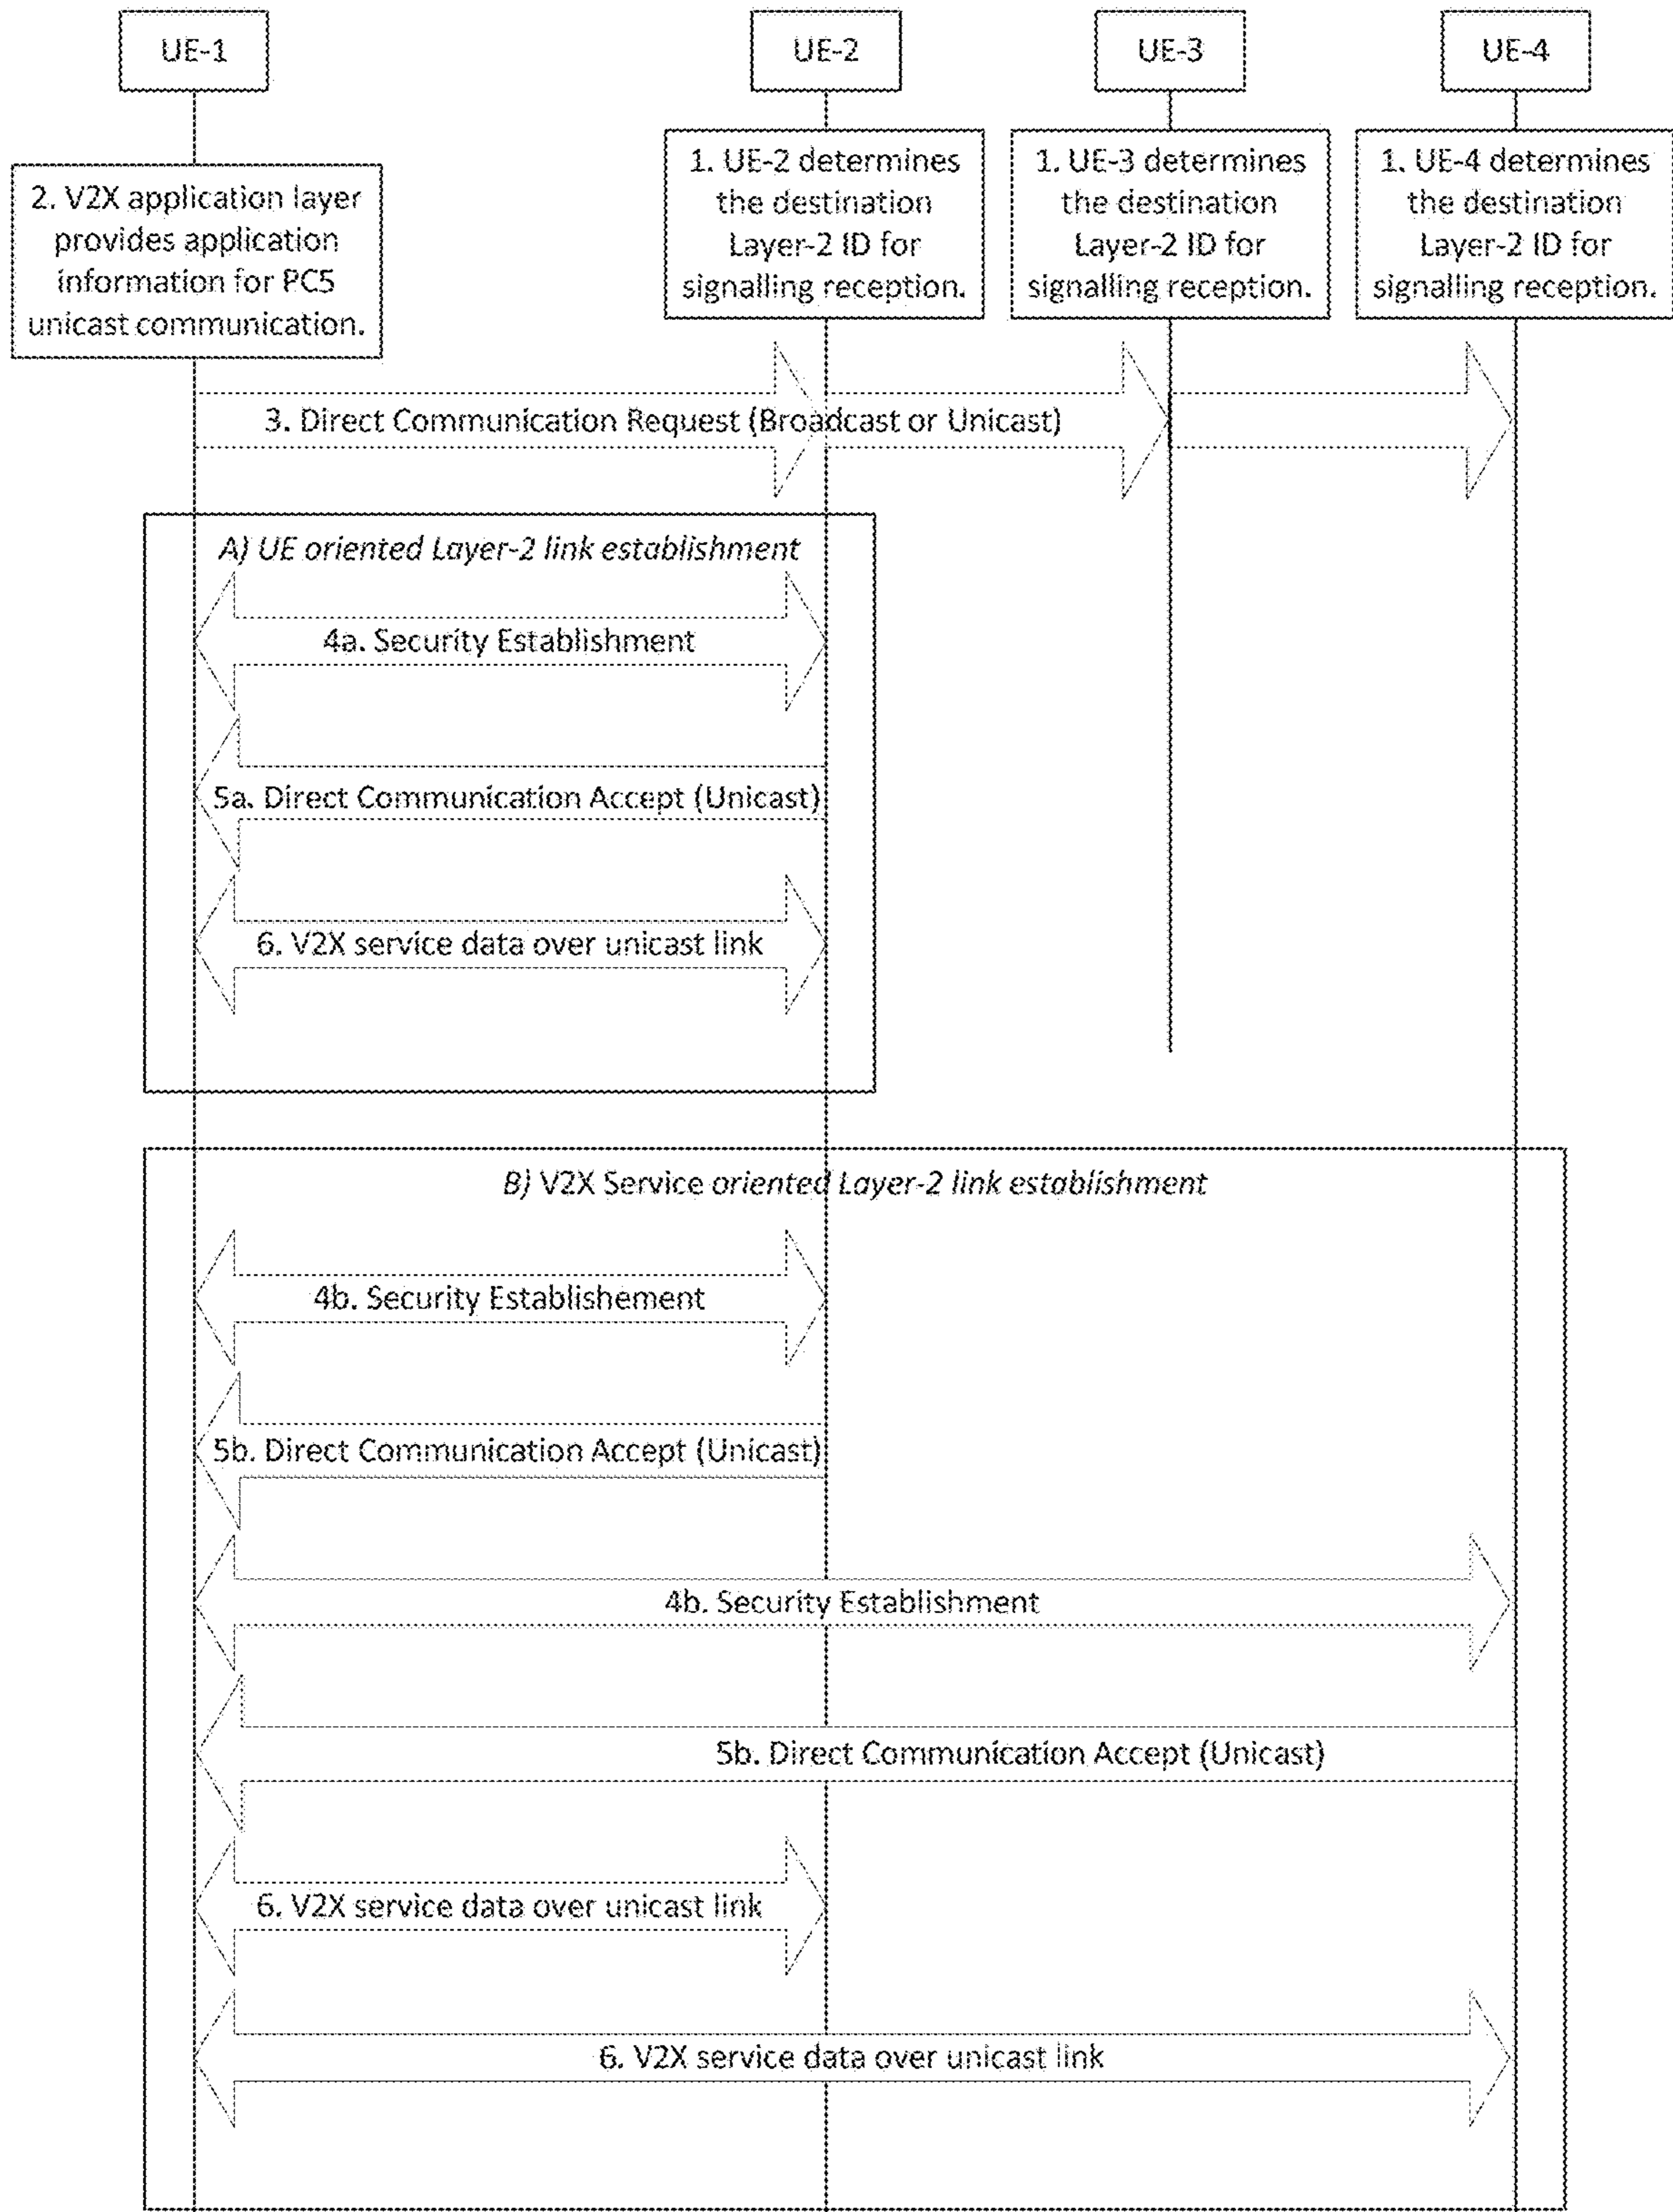 UE-1
UE-2
UE-3
UE-4
2. V2X application layer
provides application
information for PC5
unicast communication.
1. UE-2 determines
the destination
Layer-2 ID for
signalling reception.
1. UE-3 determines
the destination
Layer-2 ID for
signalling reception.
1. UE-4 determines
the destination
Layer-2 ID for
signalling reception.
3. Direct Communication Request (Broadcast or Unicast)
A) UE oriented Layer-2 link establishment
4a. Security Establishment
5a. Direct Communication Accept (Unicast)
6. V2X service data over unicast link
B) V2X Service oriented Layer-2 link establishment
4b. Security Establishement
5b. Direct Communication Accept (Unicast)
4b. Security Establishment
5b. Direct Communication Accept (Unicast)
6. V2X service data over unicast link
6. V2X service data over unicast link